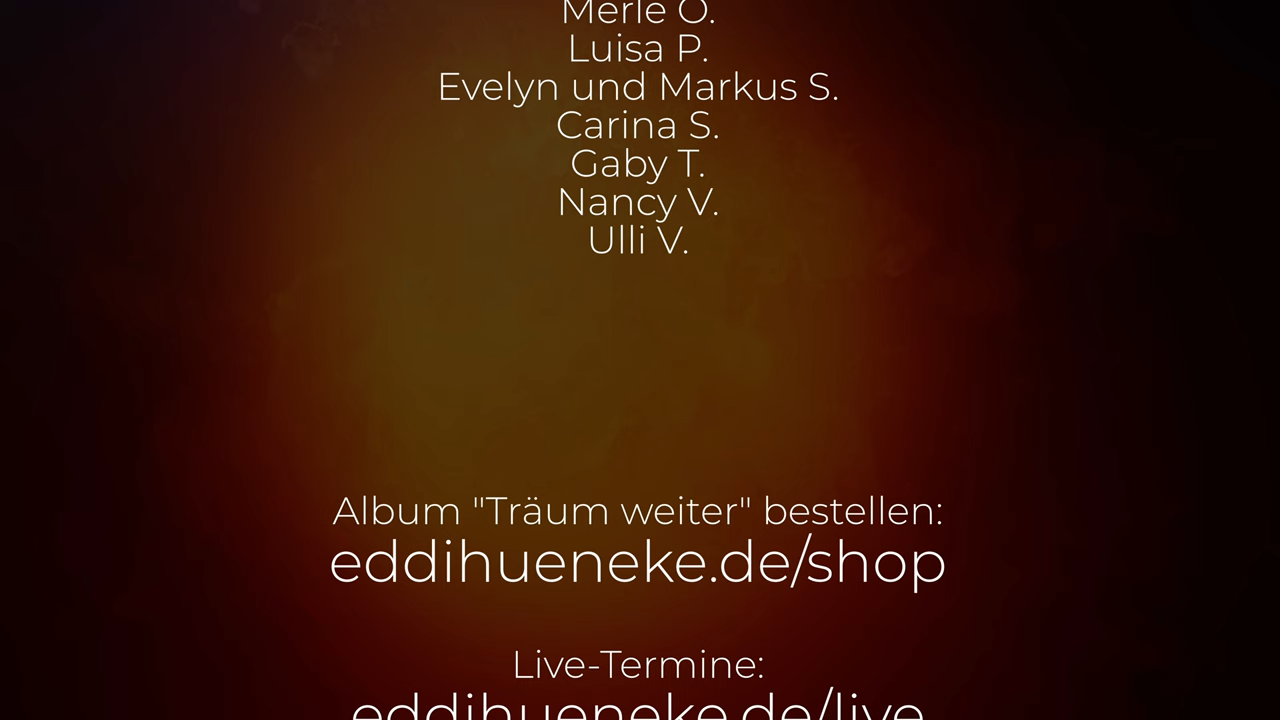 Merle O.
Luisa P.
Evelyn und Markus S.
Carina S.
Gaby T.
Nancy V.
Ulli V.
Album "Träum weiter" bestellen:
eddihueneke.de/shop
Live-Termine:
eddihueneke.de/live